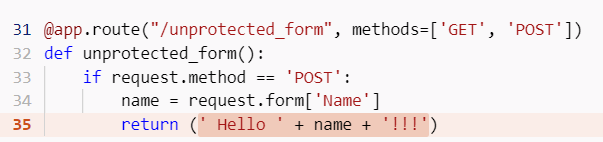 31 @app.route("/unprotected_form", methods=['GET', 'POST'])
32 def unprotected_form():
33     if request.method == 'POST':
34         name = request.form['Name']
35         return (' Hello ' + name + '!!!')